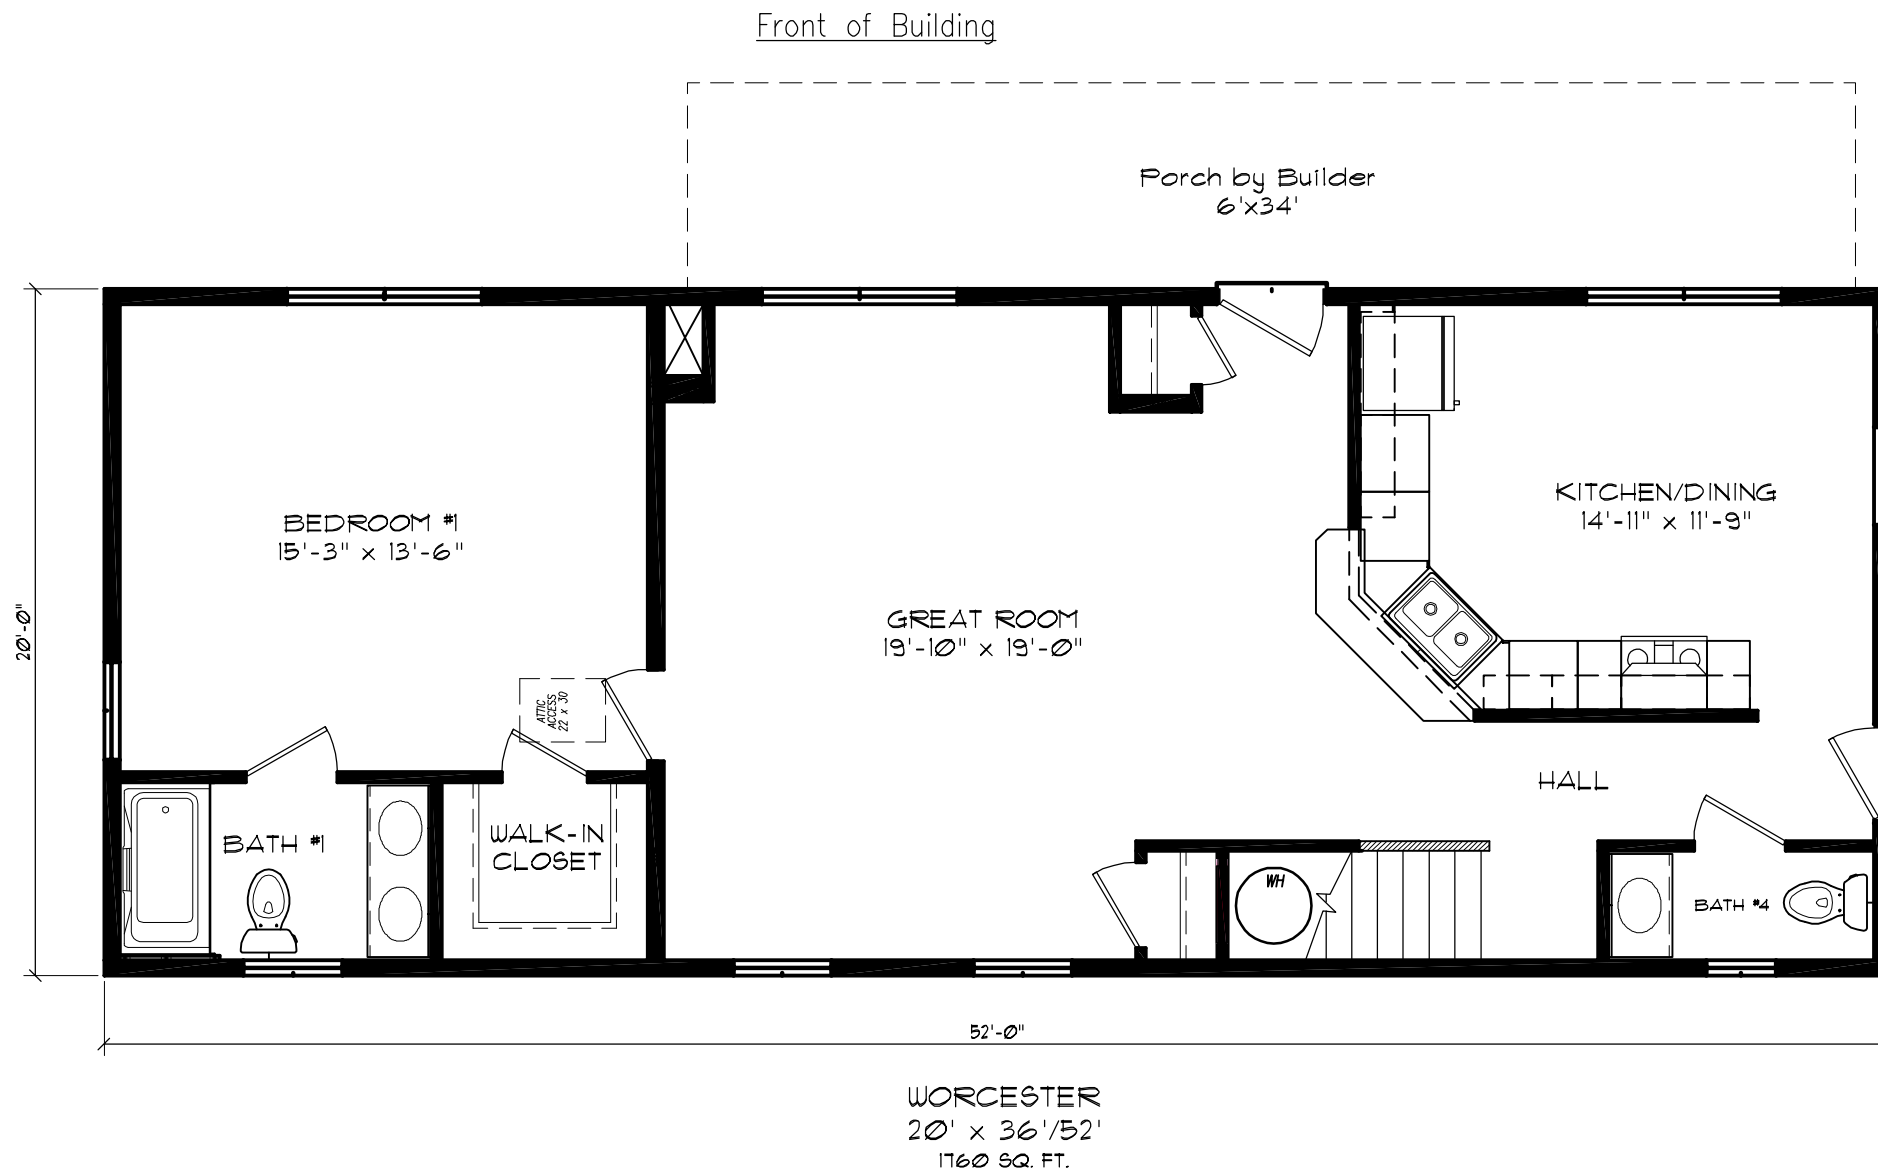 Front of Building
Porch by Builder
6'x34'
BEDROOM #1
15'-3" x 13'-6"
KITCHEN/DINING
14'-11" x 11'-9"
GREAT ROOM
19'-10" x 19'-0"
20'-0"
ATTIC
ACCESS
22 x 30
HALL
BATH #1
WALK-IN
CLOSET
WH
BATH #4
52'-0"
WORCESTER
20' x 36'/52'
1760 SQ. FT.